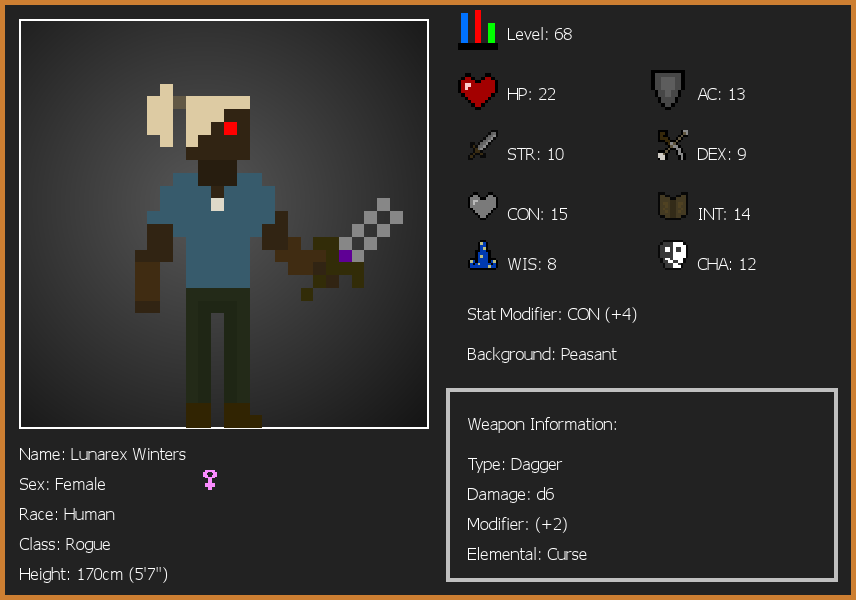 Level: 68
HP: 22
AC: 13
STR: 10
DEX: 9
CON: 15
INT: 14
WIS: 8
CHA: 12
Stat Modifier: CON (+4)
Background: Peasant
Weapon Information:
Type: Dagger
Damage: d6
Modifier: (+2)
Elemental: Curse
Name: Lunarex Winters
Sex: Female
Race: Human
Class: Rogue
Height: 170cm (5'7")